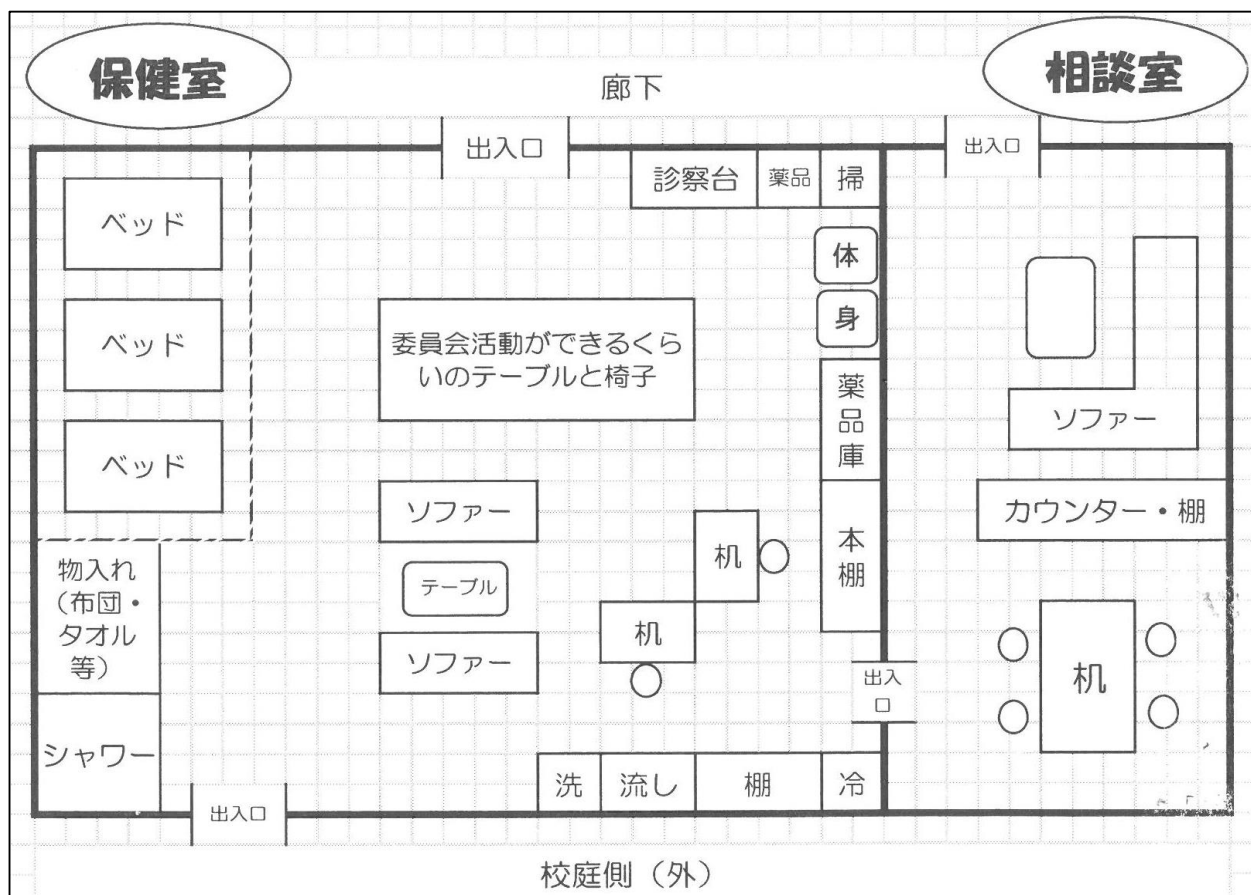 保健室
相談室
廊下
出入口
出入口
診察台
薬品
掃
ベッド
体
身
ベッド
委員会活動ができるくら
いのテーブルと椅子
薬
品
庫
ソファー
ベッド
ソファー
カウンター・棚
本
棚
机
物入れ
（布団・
タオル
等）
テーブル
机
ソファー
出入
口
机
シャワー
洗
流し
棚
冷
出入口
校庭側（外）